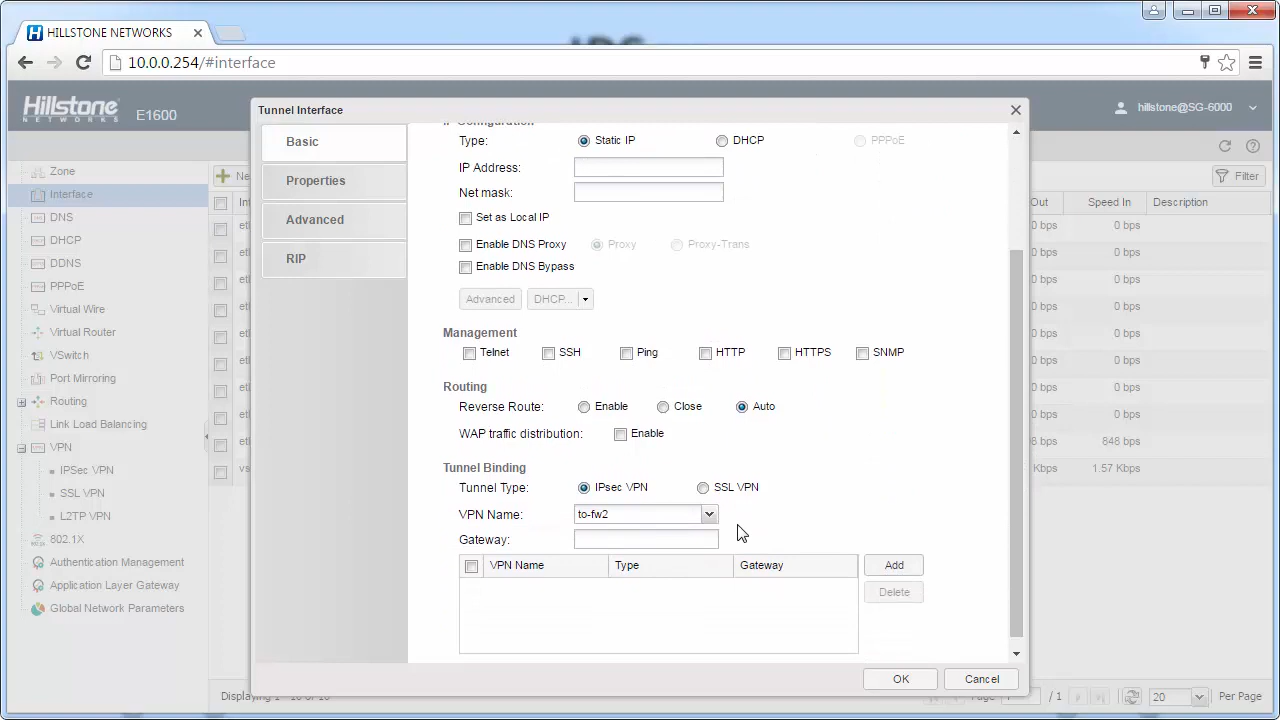 HILLSTONE NETWORKS
10.0.0.254/#interface
Hillstone
NETWORKS
E1600
hillstone@SG-6000
Tunnel Interface
Basic
Properties
Advanced
RIP
Zone
Interface
DNS
DHCP
DDNS
PPPoE
Virtual Wire
Virtual Router
VSwitch
Port Mirroring
Routing
Link Load Balancing
VPN
IPSec VPN
SSL VPN
L2TP VPN
802.1X
Authentication Management
Application Layer Gateway
Global Network Parameters
Type: Static IP DHCP PPPoE
IP Address:
Net mask:
Set as Local IP
Enable DNS Proxy Proxy Proxy-Trans
Enable DNS Bypass
Advanced DHCP...
Management
Telnet SSH Ping HTTP HTTPS SNMP
Routing
Reverse Route: Enable Close Auto
WAP traffic distribution: Enable
Tunnel Binding
Tunnel Type: IPsec VPN SSL VPN
VPN Name: to-fw2
Gateway:
VPN Name Type Gateway
Add
Delete
OK Cancel
Filter
Out Speed In Description
0 bps 0 bps
0 bps 0 bps
0 bps 0 bps
0 bps 0 bps
0 bps 0 bps
0 bps 0 bps
0 bps 0 bps
0 bps 0 bps
848 bps
1.57 Kbps
/ 1 20 Per Page